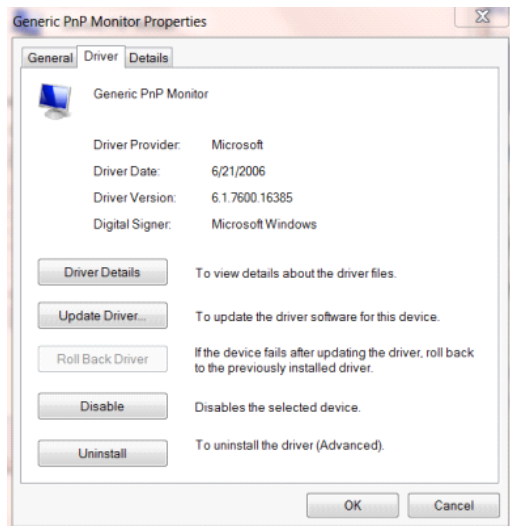 Generic PnP Monitor Properties
General Driver Details
Generic PnP Monitor
Driver Provider: Microsoft
Driver Date: 6/21/2006
Driver Version: 6.1.7600.16385
Digital Signer: Microsoft Windows
Driver Details To view details about the driver files.
Update Driver... To update the driver software for this device.
Roll Back Driver If the device fails after updating the driver, roll back
to the previously installed driver.
Disable Disables the selected device.
Uninstall To uninstall the driver (Advanced).
OK Cancel